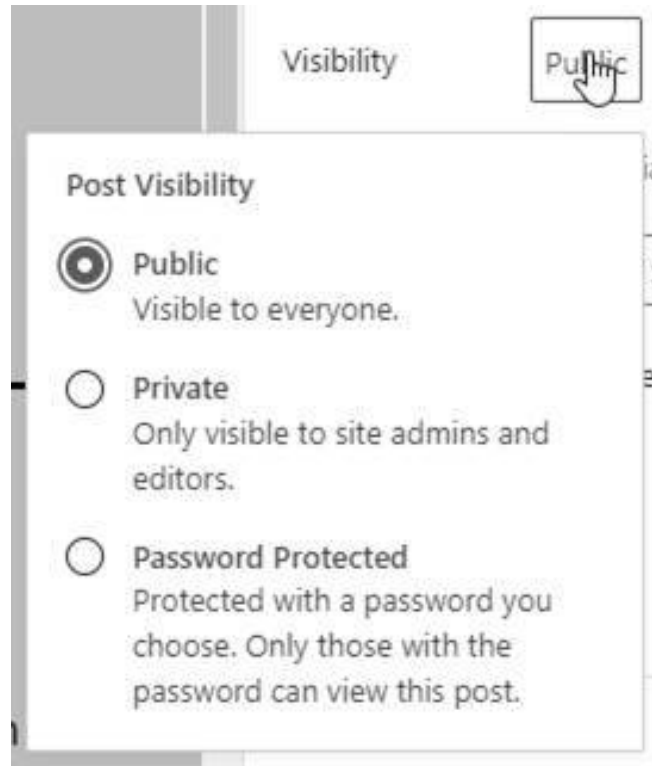 Visibility
Public
Post Visibility
Public
Visible to everyone.
Private
Only visible to site admins and
editors.
Password Protected
Protected with a password you
choose. Only those with the
password can view this post.